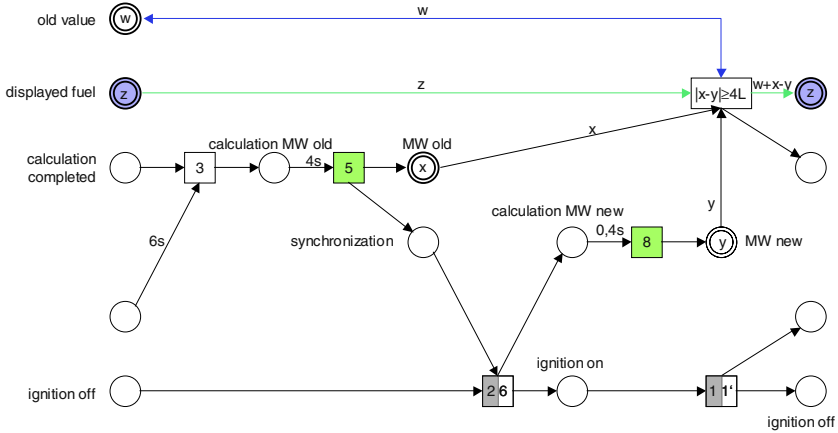 old value
w
w
displayed fuel
z
z
|x-y|≥4L
w+x-y
z
calculation
completed
3
calculation MW old
4s
5
MW old
x
x
6s
synchronization
calculation MW new
0,4s
8
y
y
MW new
ignition off
2 6
ignition on
1 1'
ignition off